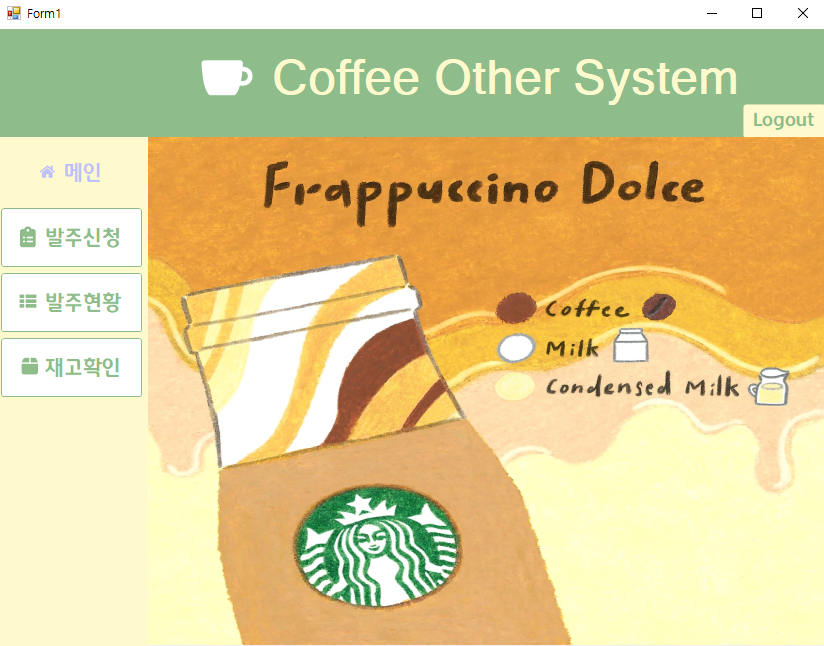 Form1
Coffee Other System
Logout
메인
발주신청
발주현황
재고확인
Frappuccino Dolce
Coffee
Milk
Condensed Milk